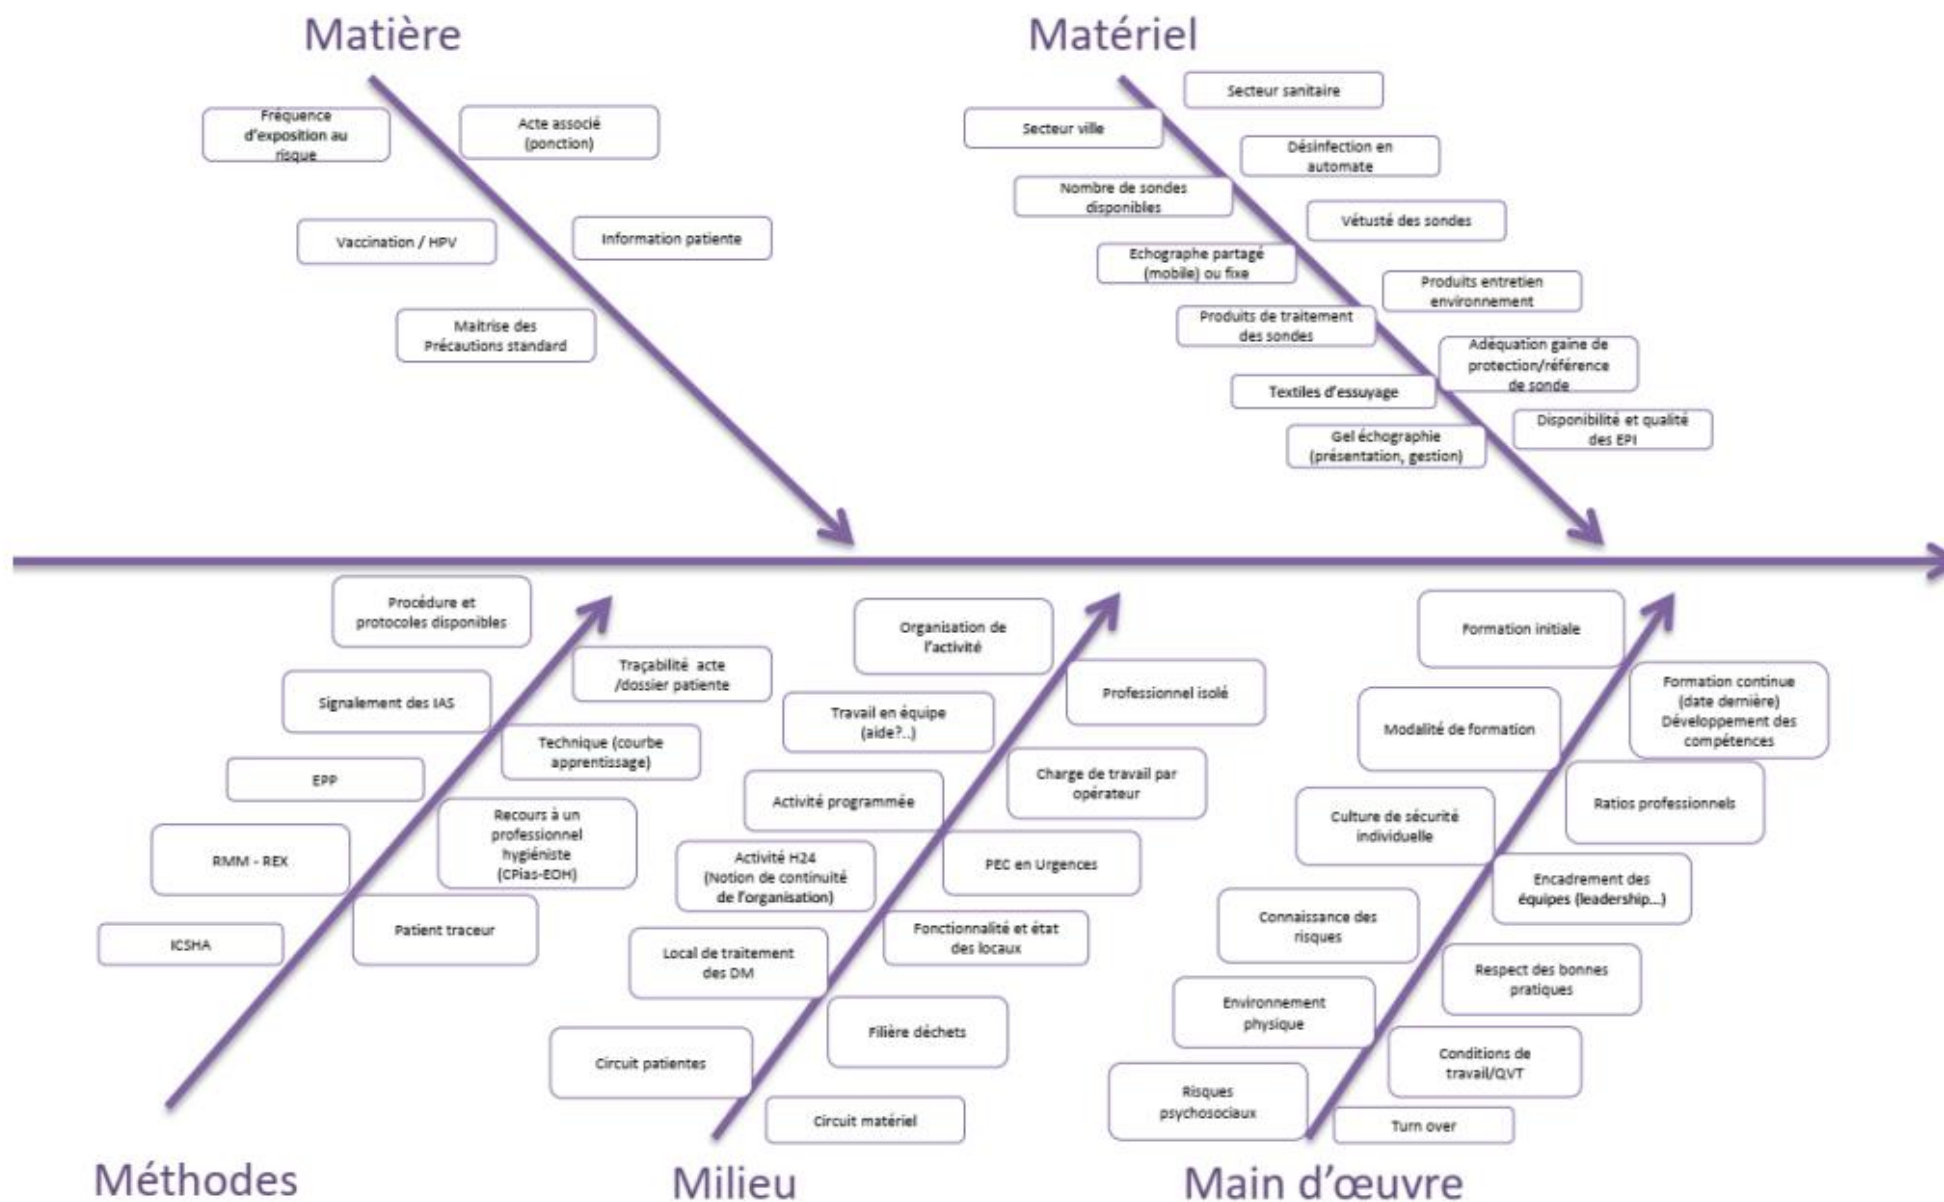 Matière
Fréquence
d'exposition au
risque
Acte associé
(ponction)
Vaccination / HPV
Information patiente
Maitrise des
Précautions standard
Matériel
Secteur sanitaire
Secteur ville
Désinfection en
automate
Nombre de sondes
disponibles
Vétusté des sondes
Echographe partagé
(mobile) ou fixe
Produits entretien
environnement
Produits de traitement
des sondes
Adéquation gaine de
protection/référence
de sonde
Textiles d'essuyage
Disponibilité et qualité
des EPI
Gel échographie
(présentation, gestion)
Procédure et
protocoles disponibles
Traçabilité acte
/dossier patiente
Signalement des IAS
Technique (courbe
apprentissage)
EPP
Recours à un
professionnel
hygiéniste
(CPias-EOH)
RMM - REX
Patient traceur
ICSHA
Méthodes
Organisation de
l'activité
Professionnel isolé
Travail en équipe
(aide?..)
Charge de travail par
opérateur
Activité programmée
PEC en Urgences
Activité H24
(Notion de continuité
de l'organisation)
Fonctionnalité et état
des locaux
Local de traitement
des DM
Filière déchets
Circuit patientes
Circuit matériel
Milieu
Formation initiale
Formation continue
(date dernière)
Développement des
compétences
Modalité de formation
Ratios professionnels
Culture de sécurité
individuelle
Encadrement des
équipes (leadership...)
Connaissance des
risques
Respect des bonnes
pratiques
Environnement
physique
Conditions de
travail/QVT
Risques
psychosociaux
Turn over
Main d'œuvre